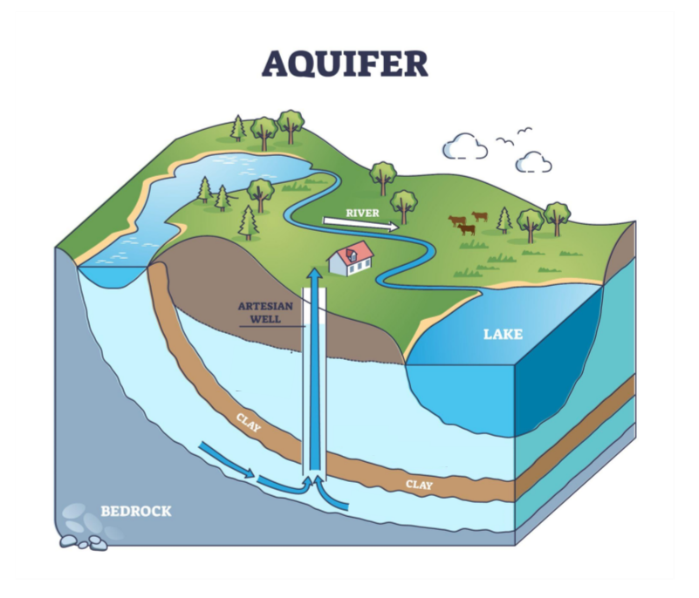 AQUIFER
RIVER
ARTESIAN
WELL
LAKE
CLAY
CLAY
BEDROCK